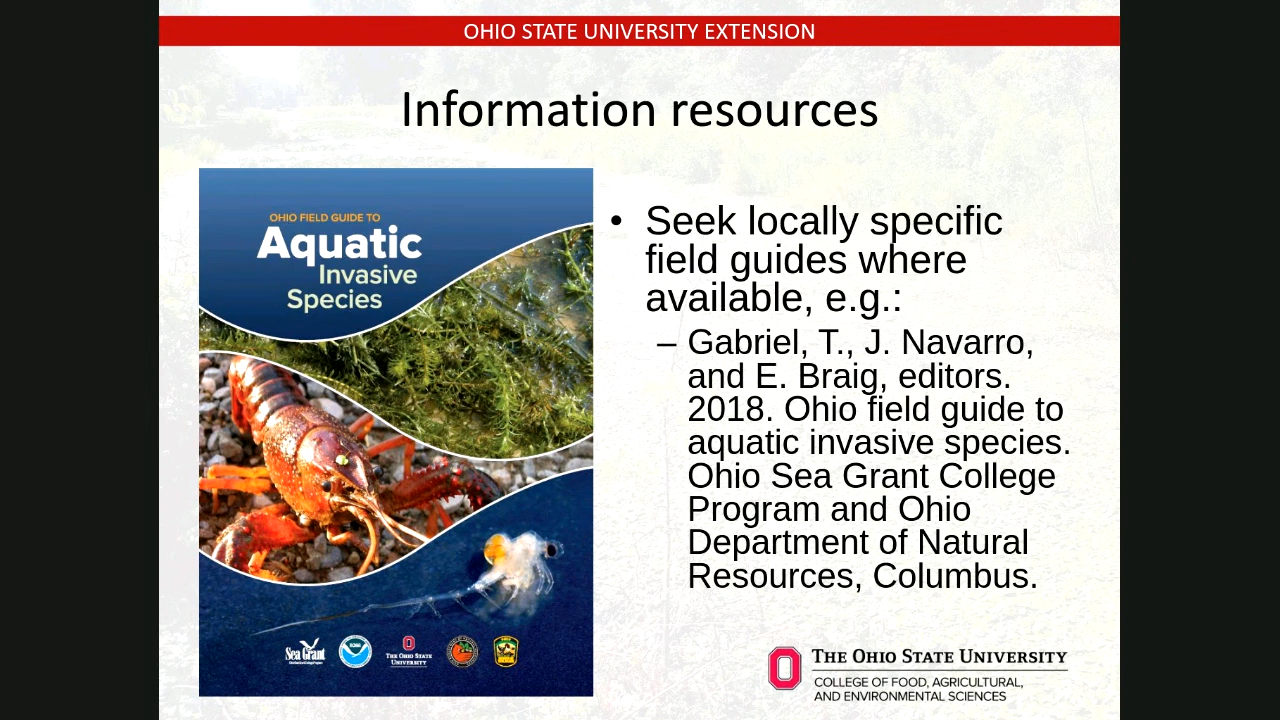 OHIO STATE UNIVERSITY EXTENSION
Information resources
OHIO FIELD GUIDE TO
Aquatic
Invasive
Species
Sea Grant
NOAA
THE OHIO STATE
UNIVERSITY
• Seek locally specific
field guides where
available, e.g.:
– Gabriel, T., J. Navarro,
and E. Braig, editors.
2018. Ohio field guide to
aquatic invasive species.
Ohio Sea Grant College
Program and Ohio
Department of Natural
Resources, Columbus.
THE OHIO STATE UNIVERSITY
COLLEGE OF FOOD, AGRICULTURAL,
AND ENVIRONMENTAL SCIENCES